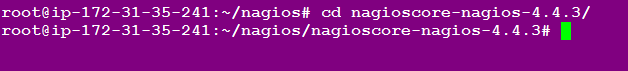 root@ip-172-31-35-241:~/nagios# cd nagioscore-nagios-4.4.3/
root@ip-172-31-35-241:~/nagios/nagioscore-nagios-4.4.3#